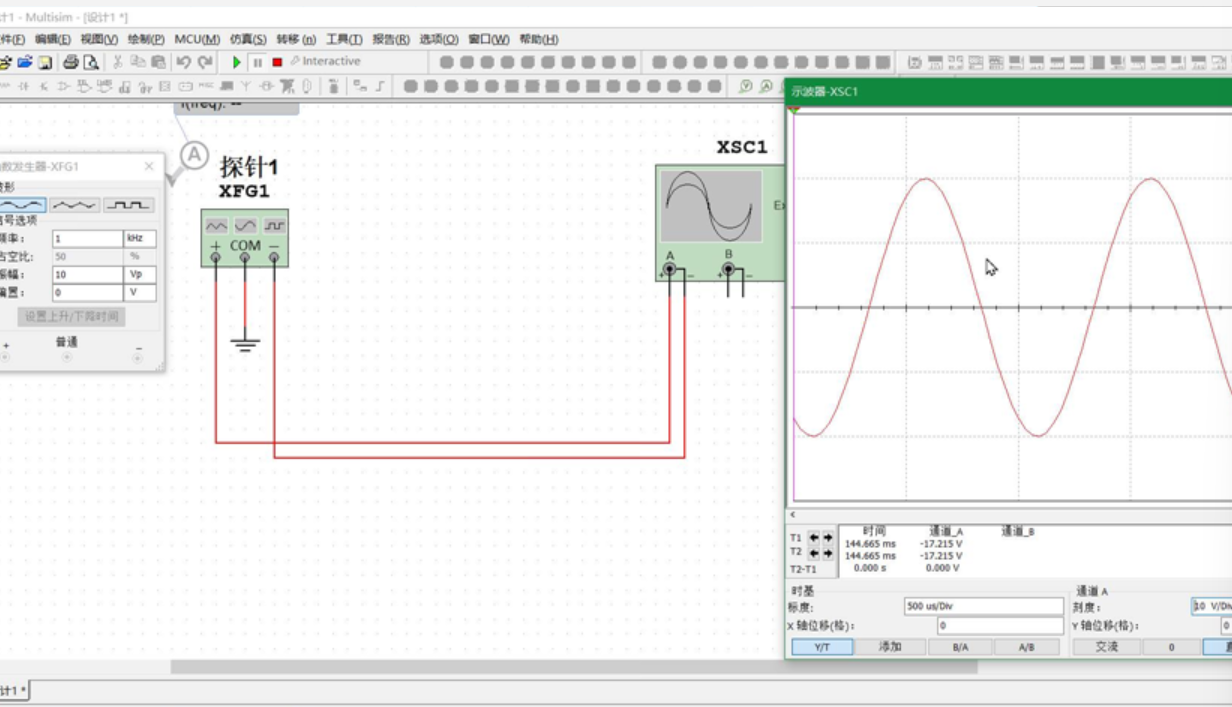 计1 - Multisim - [设计1 *]
件(F) 编辑(E) 视图(V) 绘制(P) MCU(M) 仿真(S) 转移(n) 工具(T) 报告(R) 选项(O) 窗口(W) 帮助(H)
Interactive
I(freq): --
A
探针1
XFG1
+ COM −
函数发生器-XFG1
波形
信号选项
频率: 1 kHz
占空比: 50 %
振幅: 10 Vp
偏置: 0 V
设置上升/下降时间
+ 普通 −
XSC1
Ex
A B
+ − + −
示波器-XSC1
时间 通道_A 通道_B
T1 144.665 ms -17.215 V
T2 144.665 ms -17.215 V
T2-T1 0.000 s 0.000 V
时基
标度: 500 us/Div
X 轴位移(格): 0
Y/T 添加 B/A A/B
通道 A
刻度: 10 V/Div
Y 轴位移(格): 0
交流 0 直
计1 *